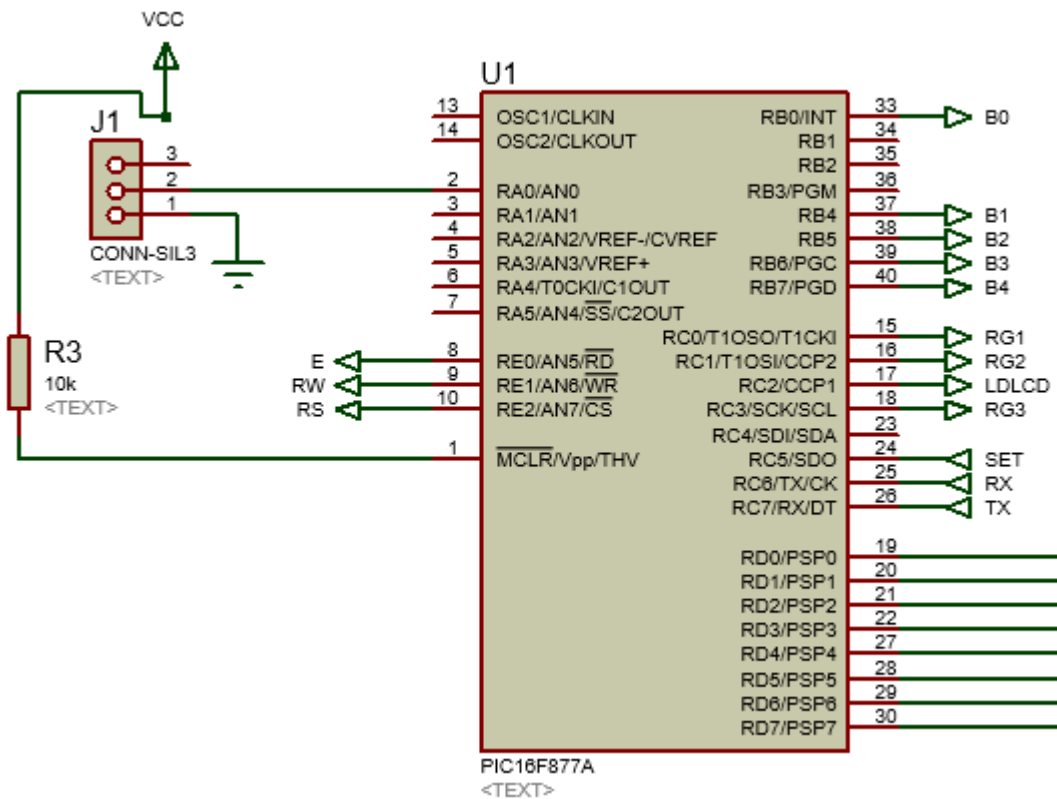 VCC
J1
3
2
1
CONN-SIL3
<TEXT>
R3
10k
<TEXT>
E
RW
RS
U1
13 OSC1/CLKIN
14 OSC2/CLKOUT
2 RA0/AN0
3 RA1/AN1
4 RA2/AN2/VREF-/CVREF
5 RA3/AN3/VREF+
6 RA4/T0CKI/C1OUT
7 RA5/AN4/SS/C2OUT
8 RE0/AN5/RD
9 RE1/AN6/WR
10 RE2/AN7/CS
1 MCLR/Vpp/THV
RB0/INT 33 B0
RB1 34
RB2 35
RB3/PGM 36
RB4 37 B1
RB5 38 B2
RB6/PGC 39 B3
RB7/PGD 40 B4
RC0/T1OSO/T1CKI 15 RG1
RC1/T1OSI/CCP2 16 RG2
RC2/CCP1 17 LDLCD
RC3/SCK/SCL 18 RG3
RC4/SDI/SDA 23
RC5/SDO 24 SET
RC6/TX/CK 25 RX
RC7/RX/DT 26 TX
RD0/PSP0 19
RD1/PSP1 20
RD2/PSP2 21
RD3/PSP3 22
RD4/PSP4 27
RD5/PSP5 28
RD6/PSP6 29
RD7/PSP7 30
PIC16F877A
<TEXT>